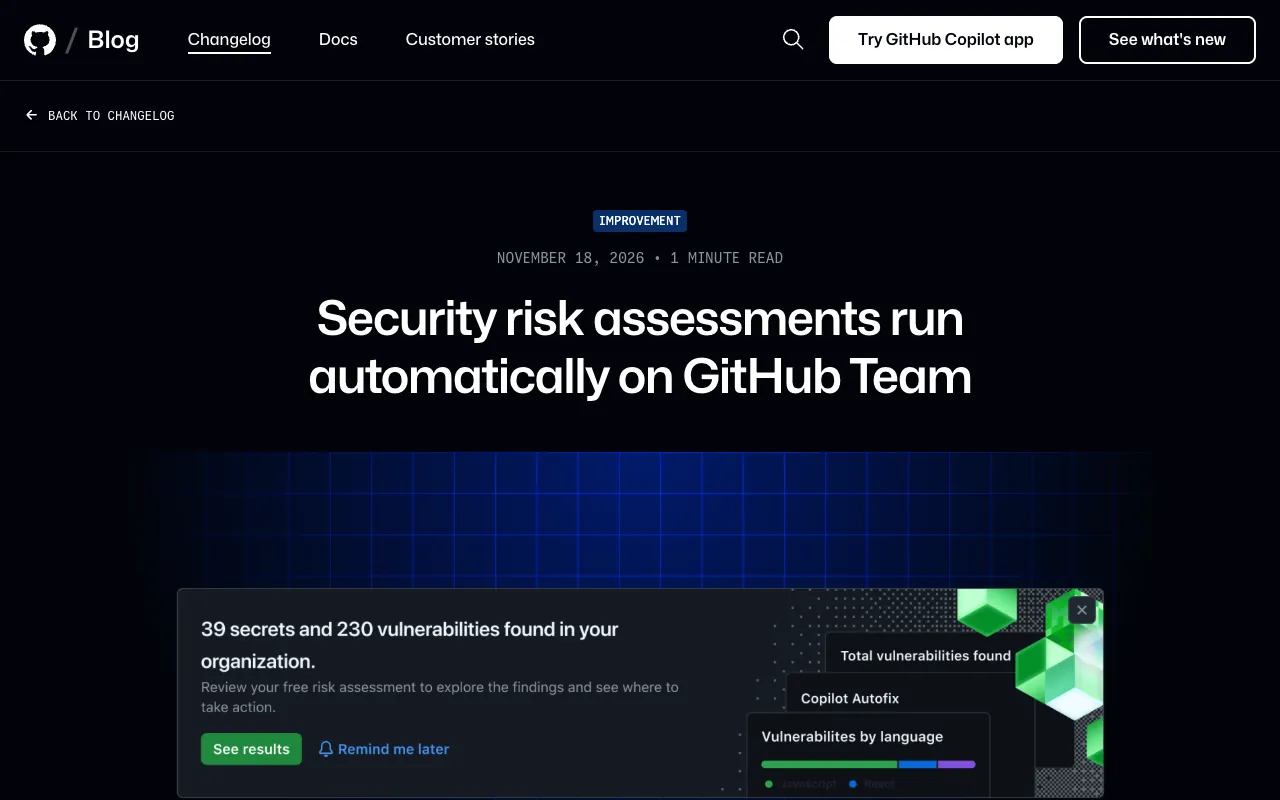 / Blog
Changelog
Docs
Customer stories
Try GitHub Copilot app
See what's new
← BACK TO CHANGELOG
IMPROVEMENT
NOVEMBER 18, 2026 • 1 MINUTE READ
Security risk assessments run
automatically on GitHub Team
39 secrets and 230 vulnerabilities found in your
organization.
Review your free risk assessment to explore the findings and see where to
take action.
See results
Remind me later
Total vulnerabilities found
Copilot Autofix
Vulnerabilites by language
JavaScript
React